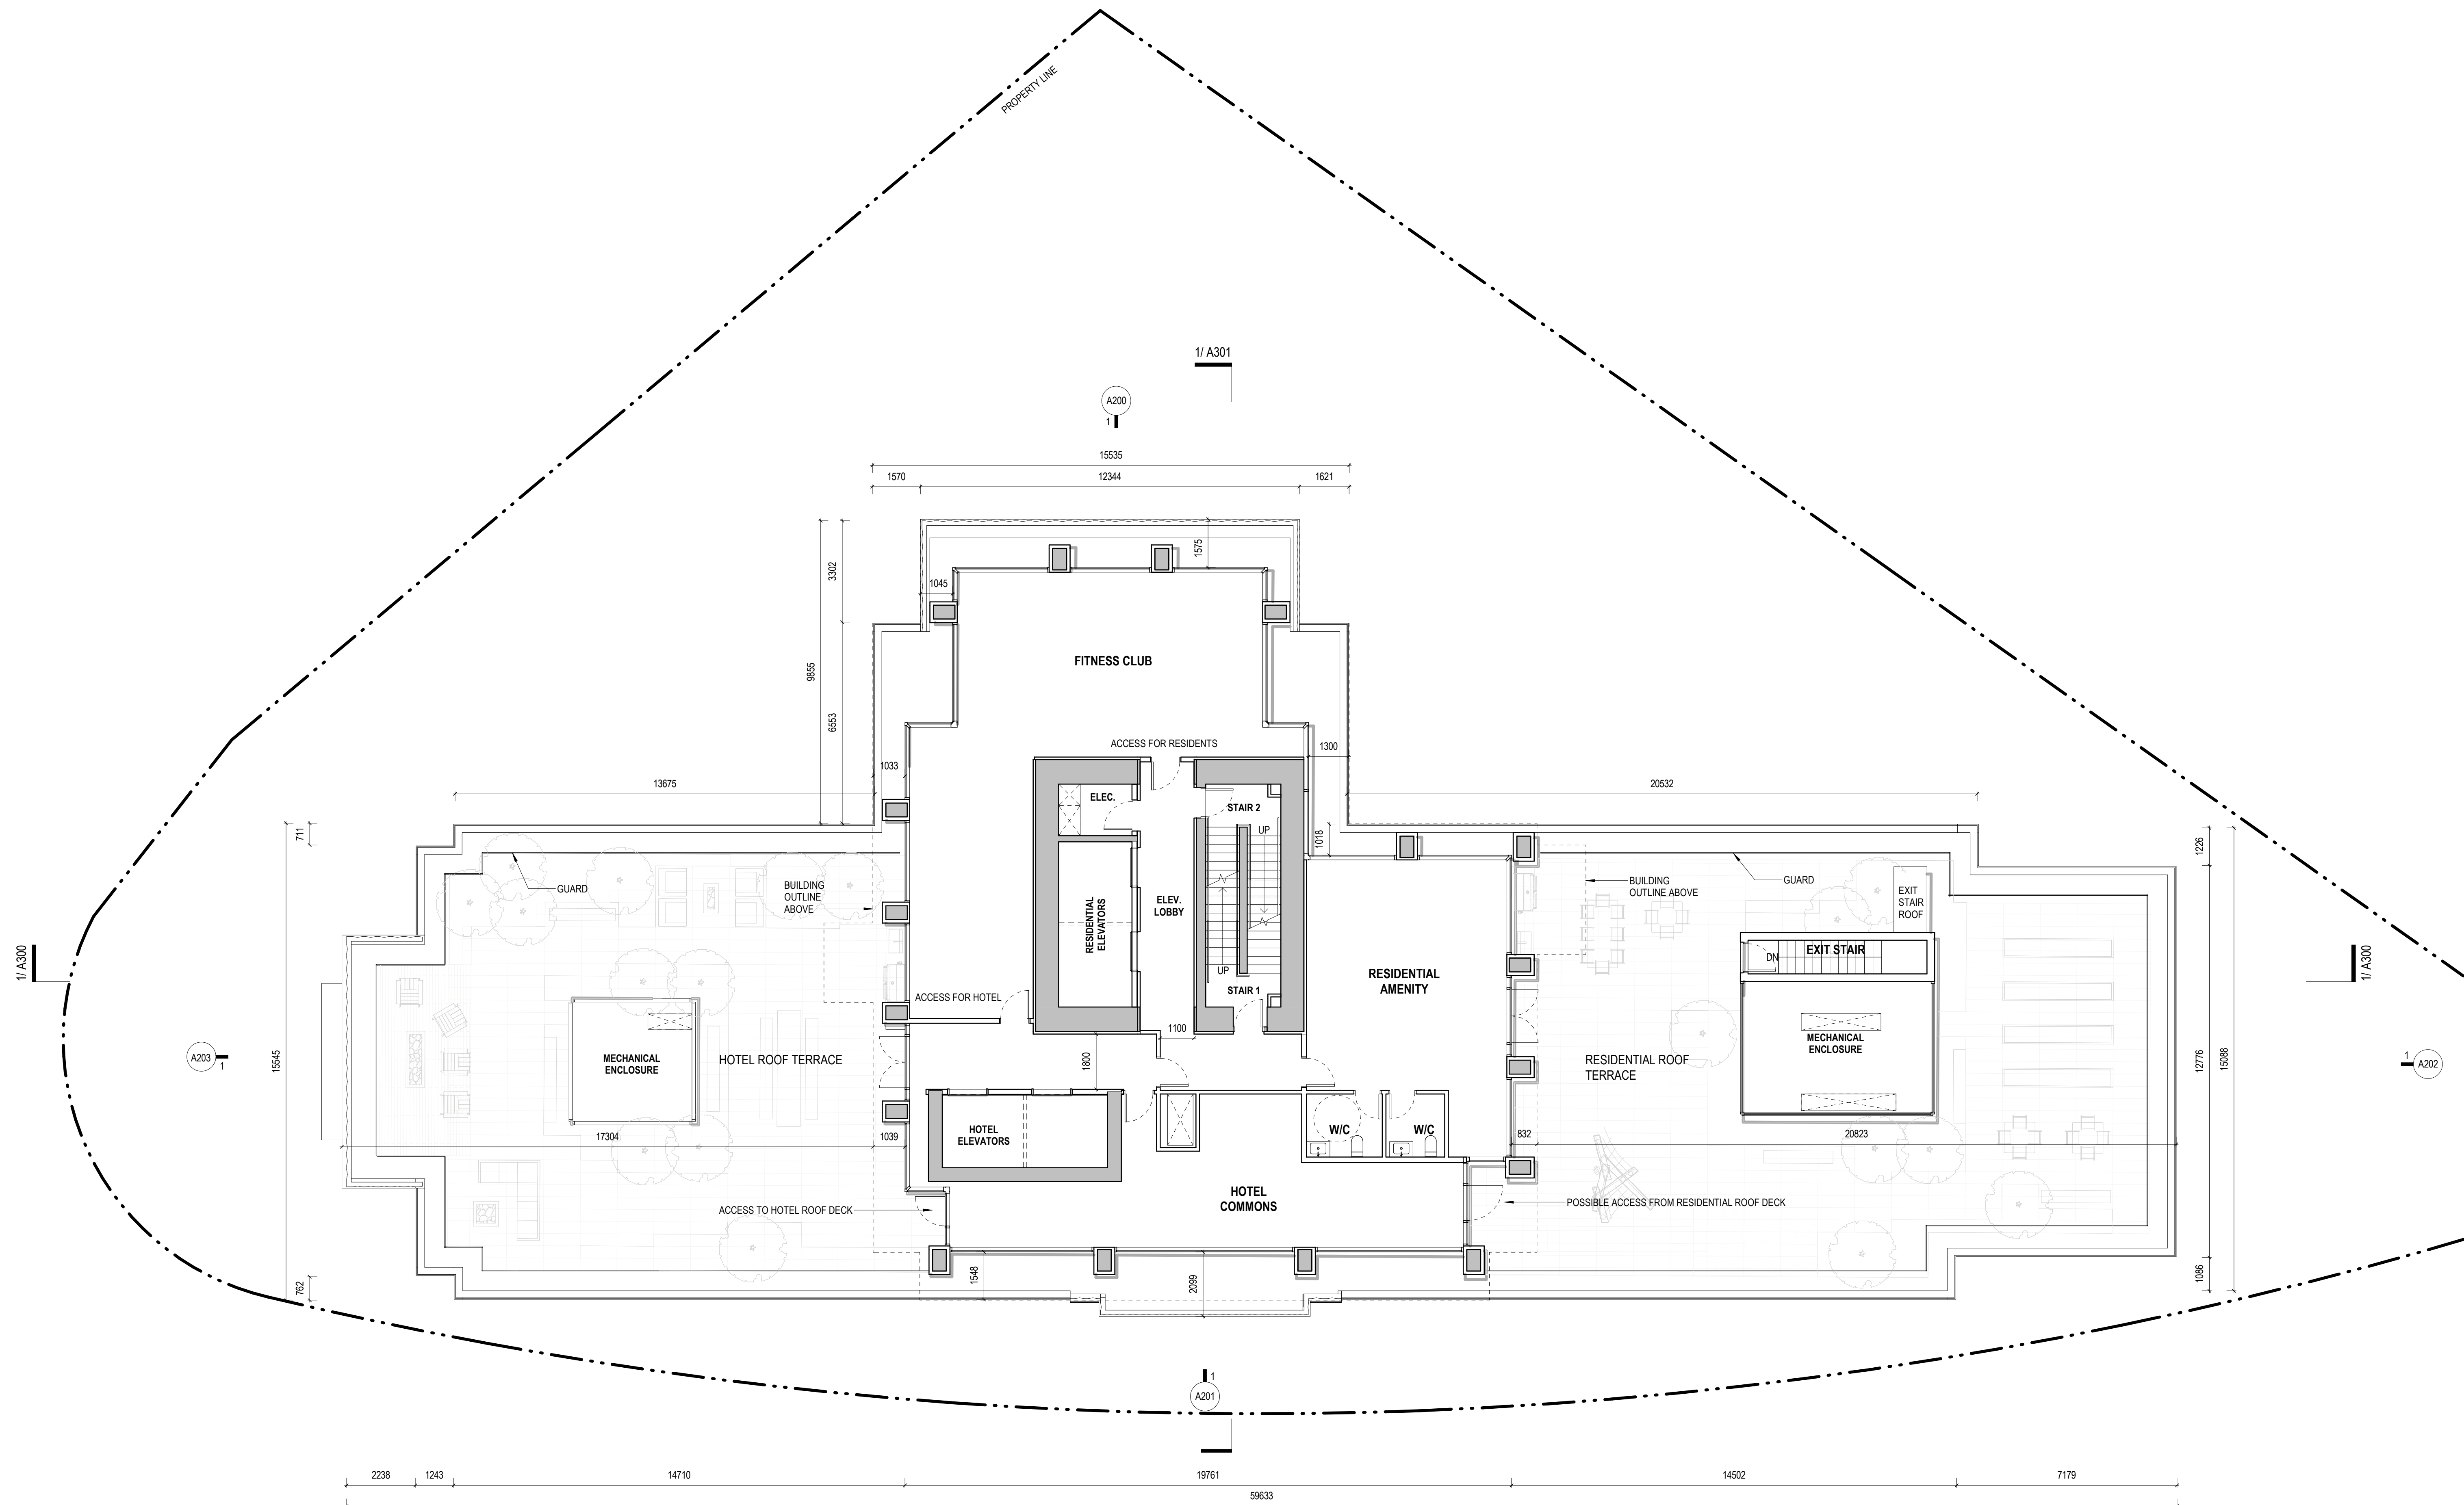 PROPERTY LINE
1/ A301
A200
1
15535
1570
12344
1621
1575
3302
1045
9855
FITNESS CLUB
6553
ACCESS FOR RESIDENTS
1300
1033
13675
20532
ELEC.
STAIR 2
UP
711
1018
1226
BUILDING
OUTLINE
ABOVE
GUARD
RESIDENTIAL
ELEVATORS
ELEV.
LOBBY
BUILDING
OUTLINE ABOVE
GUARD
EXIT
STAIR
ROOF
1/ A300
EXIT STAIR
DN
1/ A300
UP
STAIR 1
RESIDENTIAL
AMENITY
ACCESS FOR HOTEL
1100
A203
1
15545
MECHANICAL
ENCLOSURE
HOTEL ROOF TERRACE
1800
RESIDENTIAL ROOF
TERRACE
MECHANICAL
ENCLOSURE
12776
15088
1
A202
17304
1039
HOTEL
ELEVATORS
W/C
W/C
832
20823
ACCESS TO HOTEL ROOF DECK
HOTEL
COMMONS
POSSIBLE ACCESS FROM RESIDENTIAL ROOF DECK
762
1548
2099
1086
1
A201
2238
1243
14710
19761
14502
7179
59633